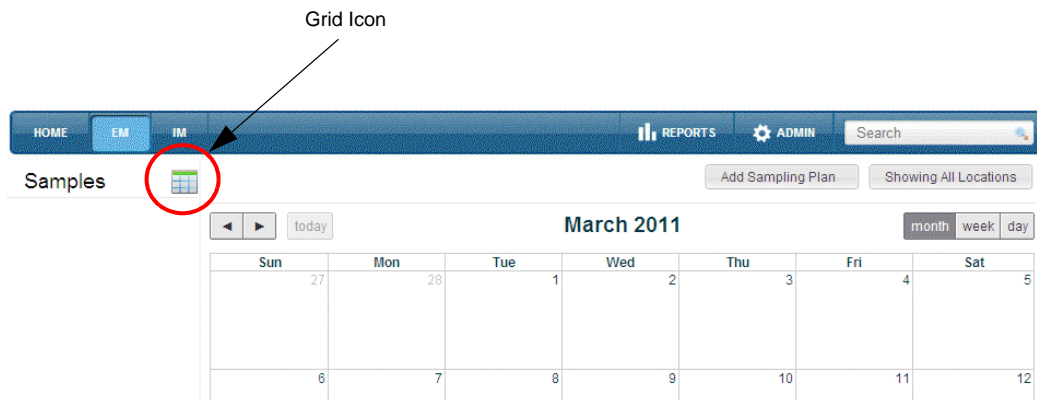 Grid Icon
HOME EM IM REPORTS ADMIN Search
Samples Add Sampling Plan Showing All Locations
◄ ► today March 2011 month week day
Sun Mon Tue Wed Thu Fri Sat
27 28 1 2 3 4 5
6 7 8 9 10 11 12